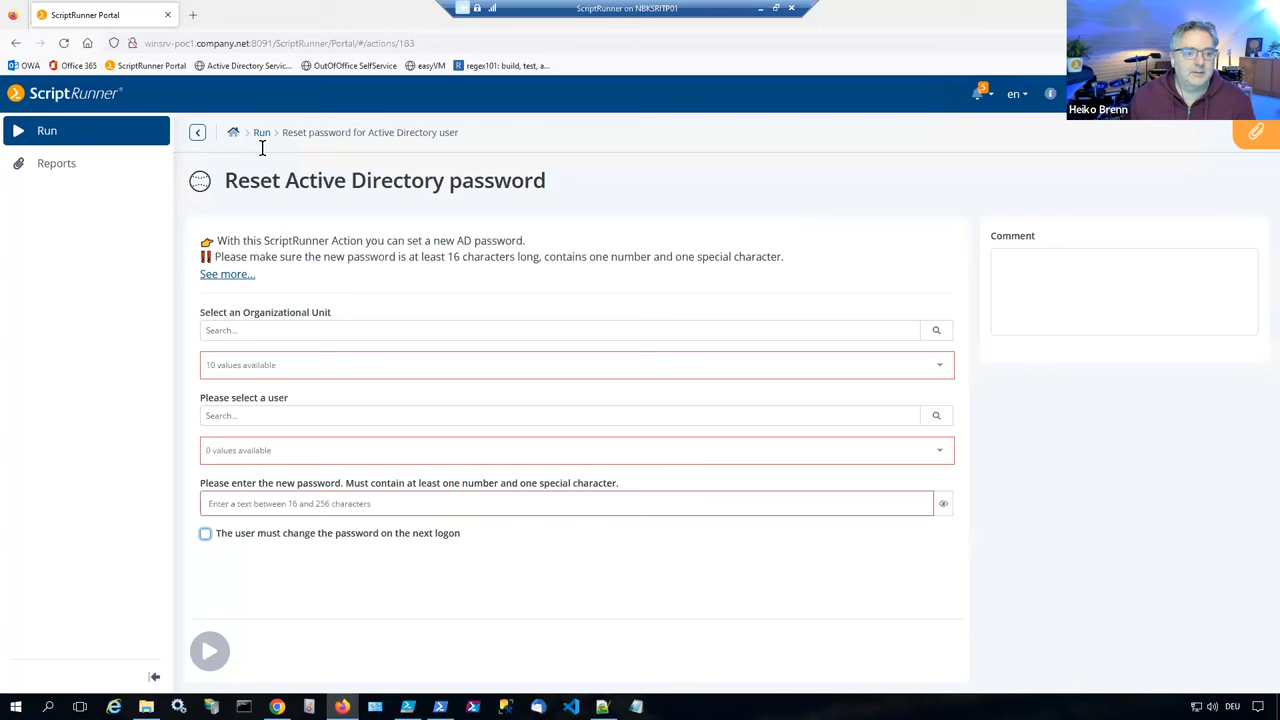 ScriptRunner Portal
ScriptRunner on NBKSRITP01
winsrv-poc1.company.net:8091/ScriptRunner/Portal/#/actions/183
OWA Office 365 ScriptRunner Portal Active Directory Servic... OutOfOffice SelfService easyVM regex101: build, test, a...
ScriptRunner®
5
en
Heiko Brenn
Run
Reports
Run > Reset password for Active Directory user
Reset Active Directory password
With this ScriptRunner Action you can set a new AD password.
Please make sure the new password is at least 16 characters long, contains one number and one special character.
See more...
Select an Organizational Unit
Search...
10 values available
Please select a user
Search...
0 values available
Please enter the new password. Must contain at least one number and one special character.
Enter a text between 16 and 256 characters
The user must change the password on the next logon
Comment
DEU